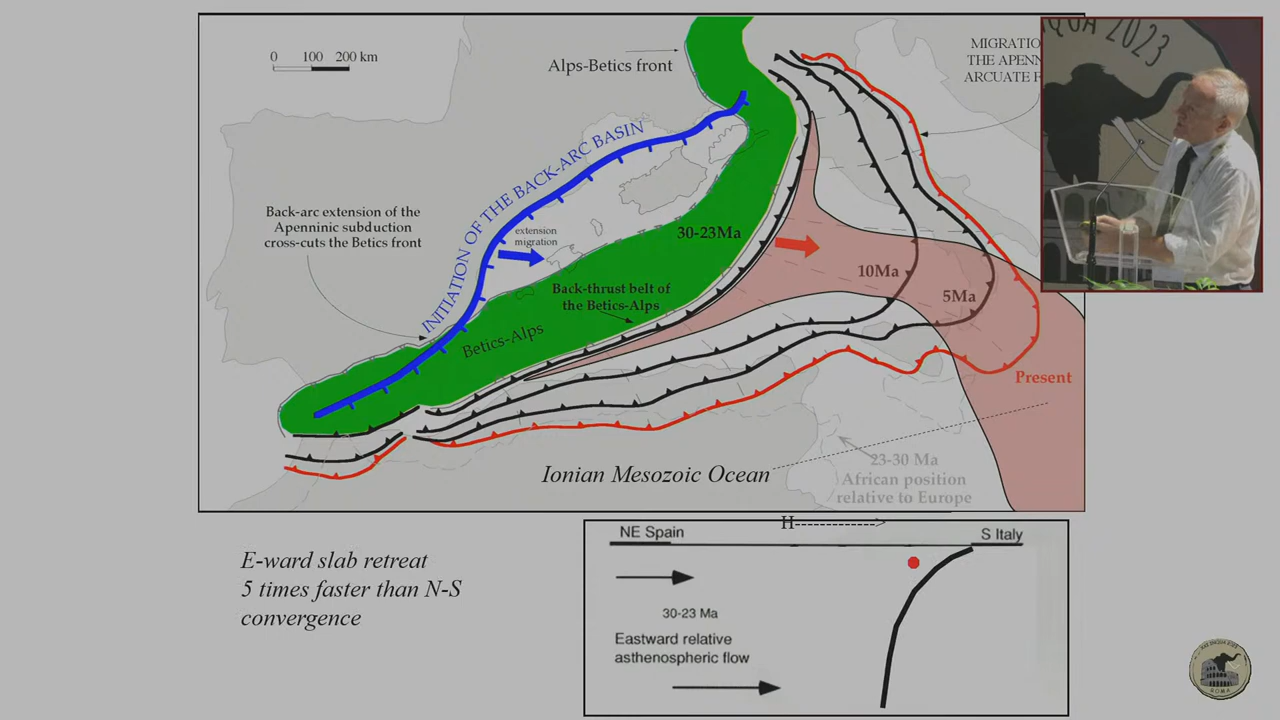 0 100 200 km
Alps-Betics front
MIGRATIO
THE APENN
ARCUATE F
2023
INITIATION OF THE BACK-ARC BASIN
Back-arc extension of the
Apenninic subduction
cross-cuts the Betics front
extension
migration
30-23Ma
10Ma
5Ma
Back-thrust belt of
the Betics-Alps
Betics-Alps
Present
Ionian Mesozoic Ocean
23-30 Ma
African position
relative to Europe
H------------->
NE Spain
S Italy
E-ward slab retreat
5 times faster than N-S
convergence
30-23 Ma
Eastward relative
asthenospheric flow
ROMA